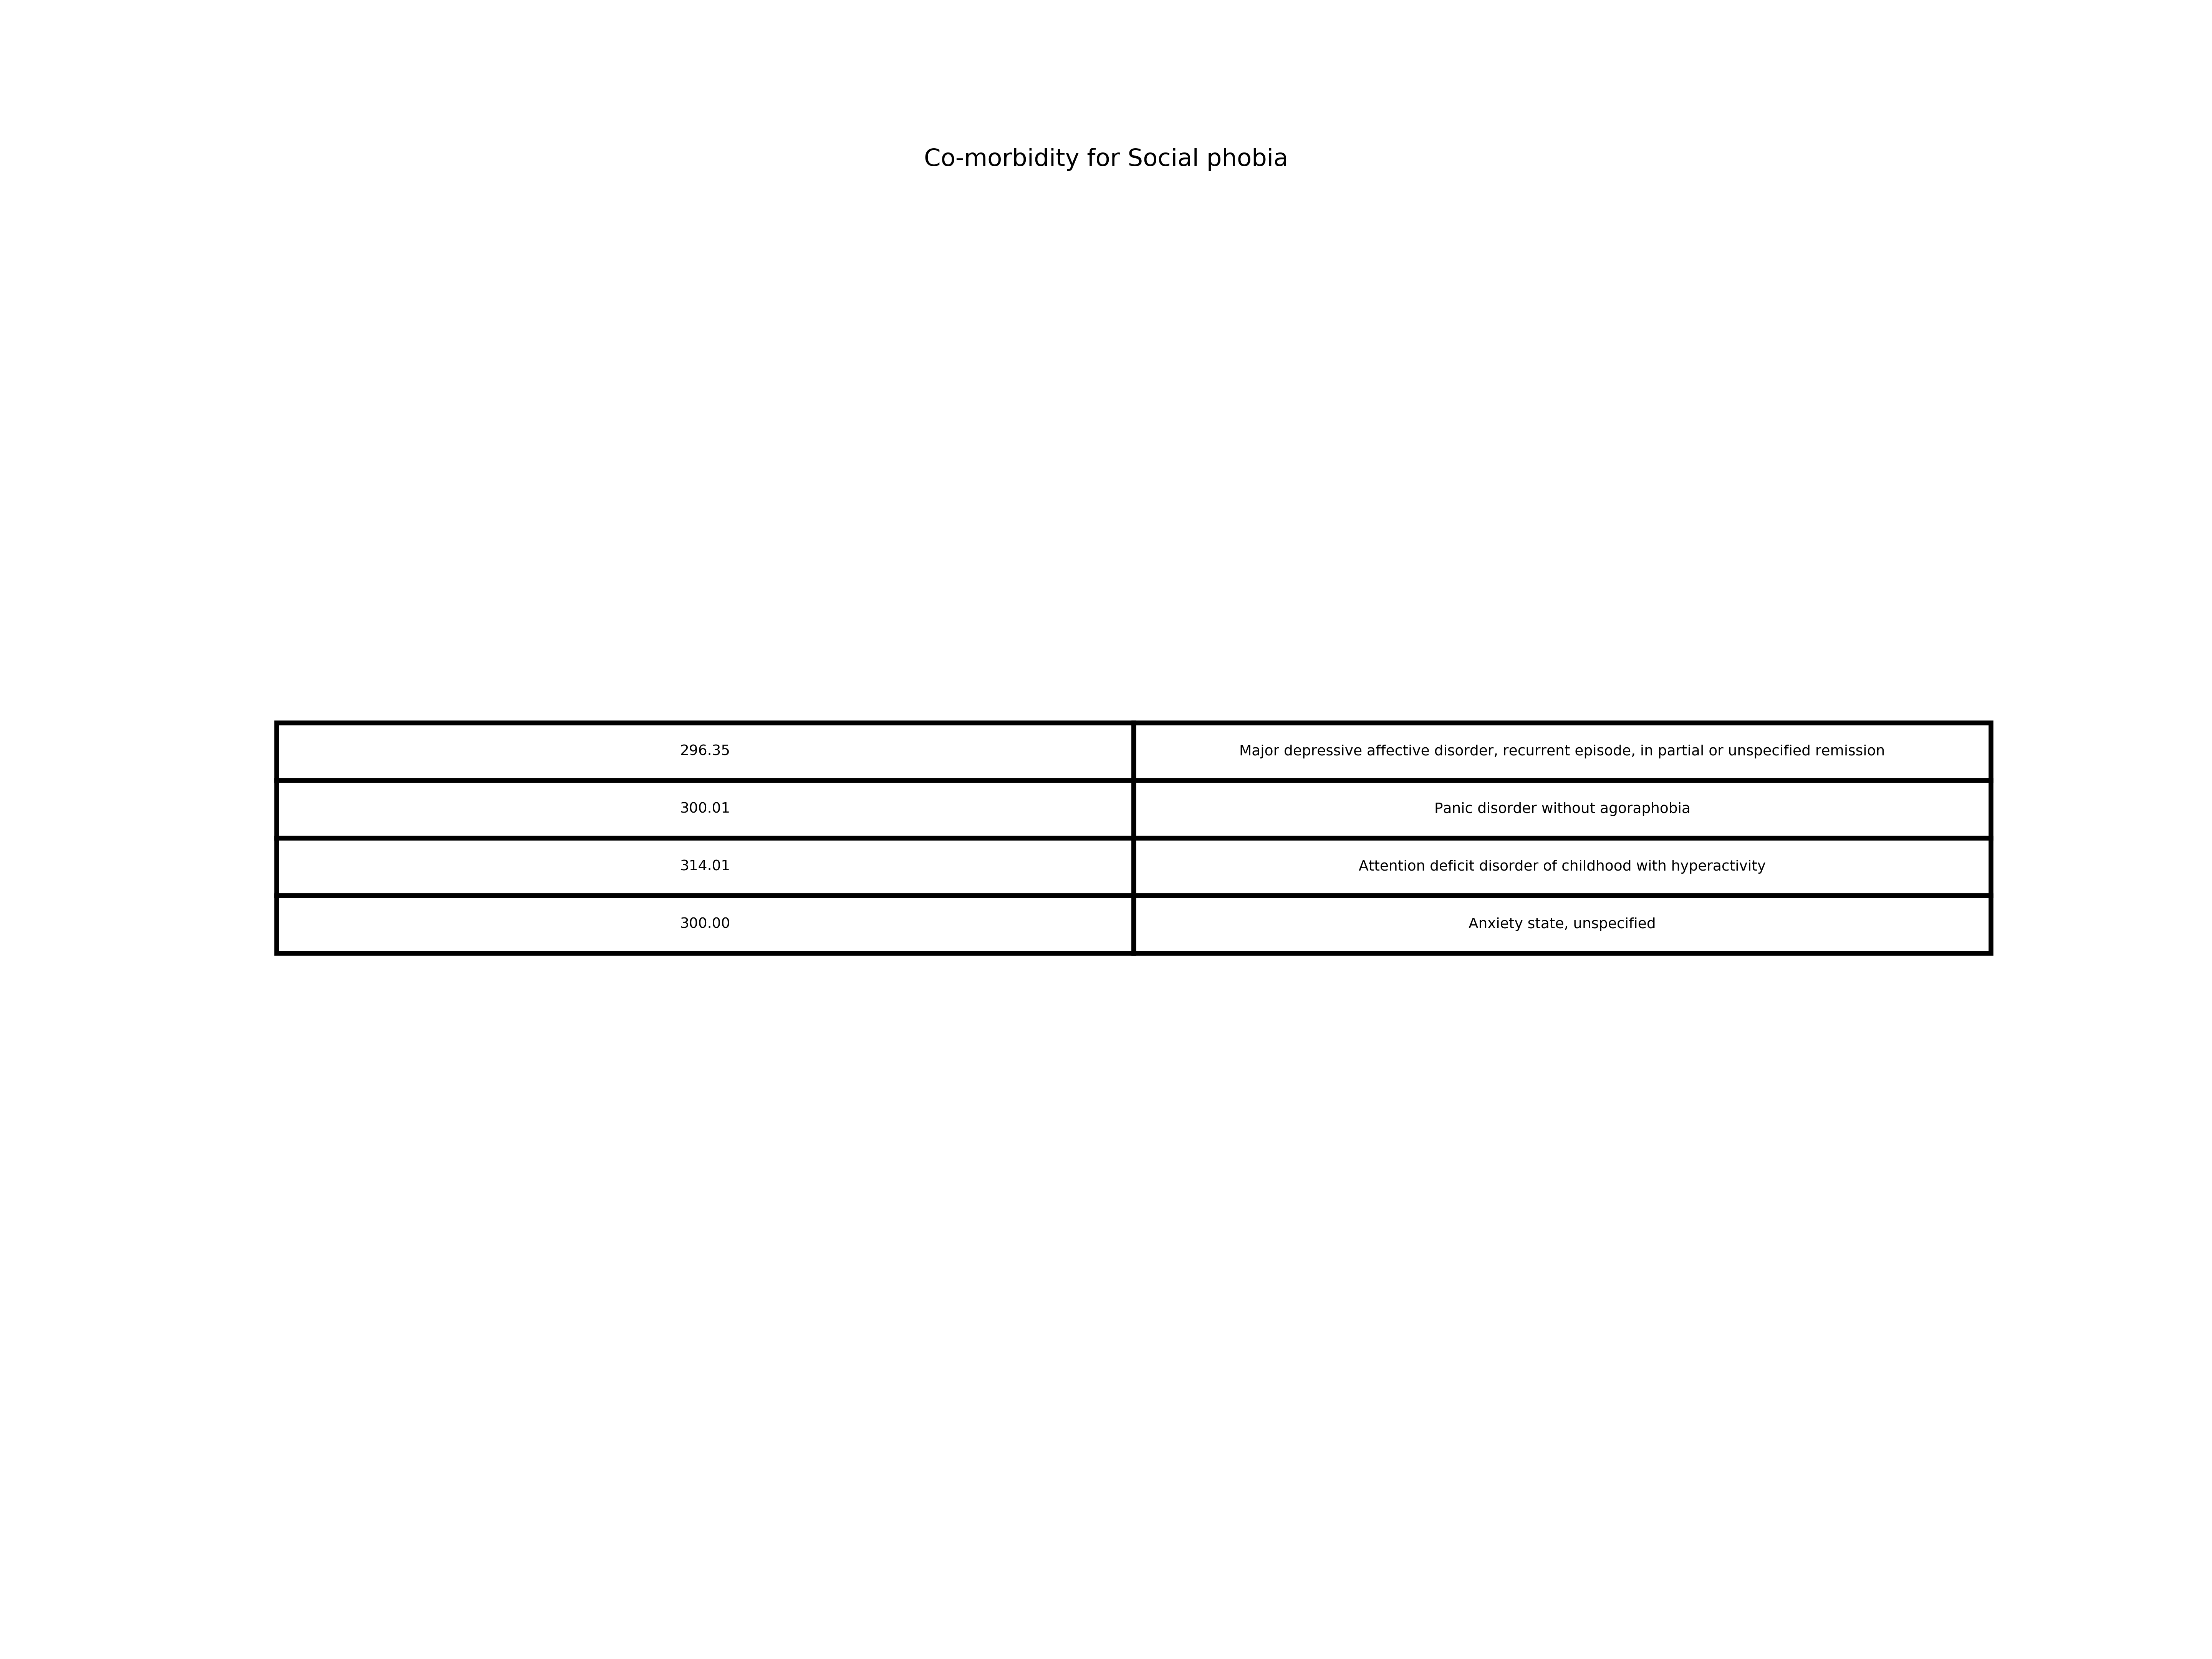 Co-morbidity for Social phobia
296.35 Major depressive affective disorder, recurrent episode, in partial or unspecified remission
300.01 Panic disorder without agoraphobia
314.01 Attention deficit disorder of childhood with hyperactivity
300.00 Anxiety state, unspecified